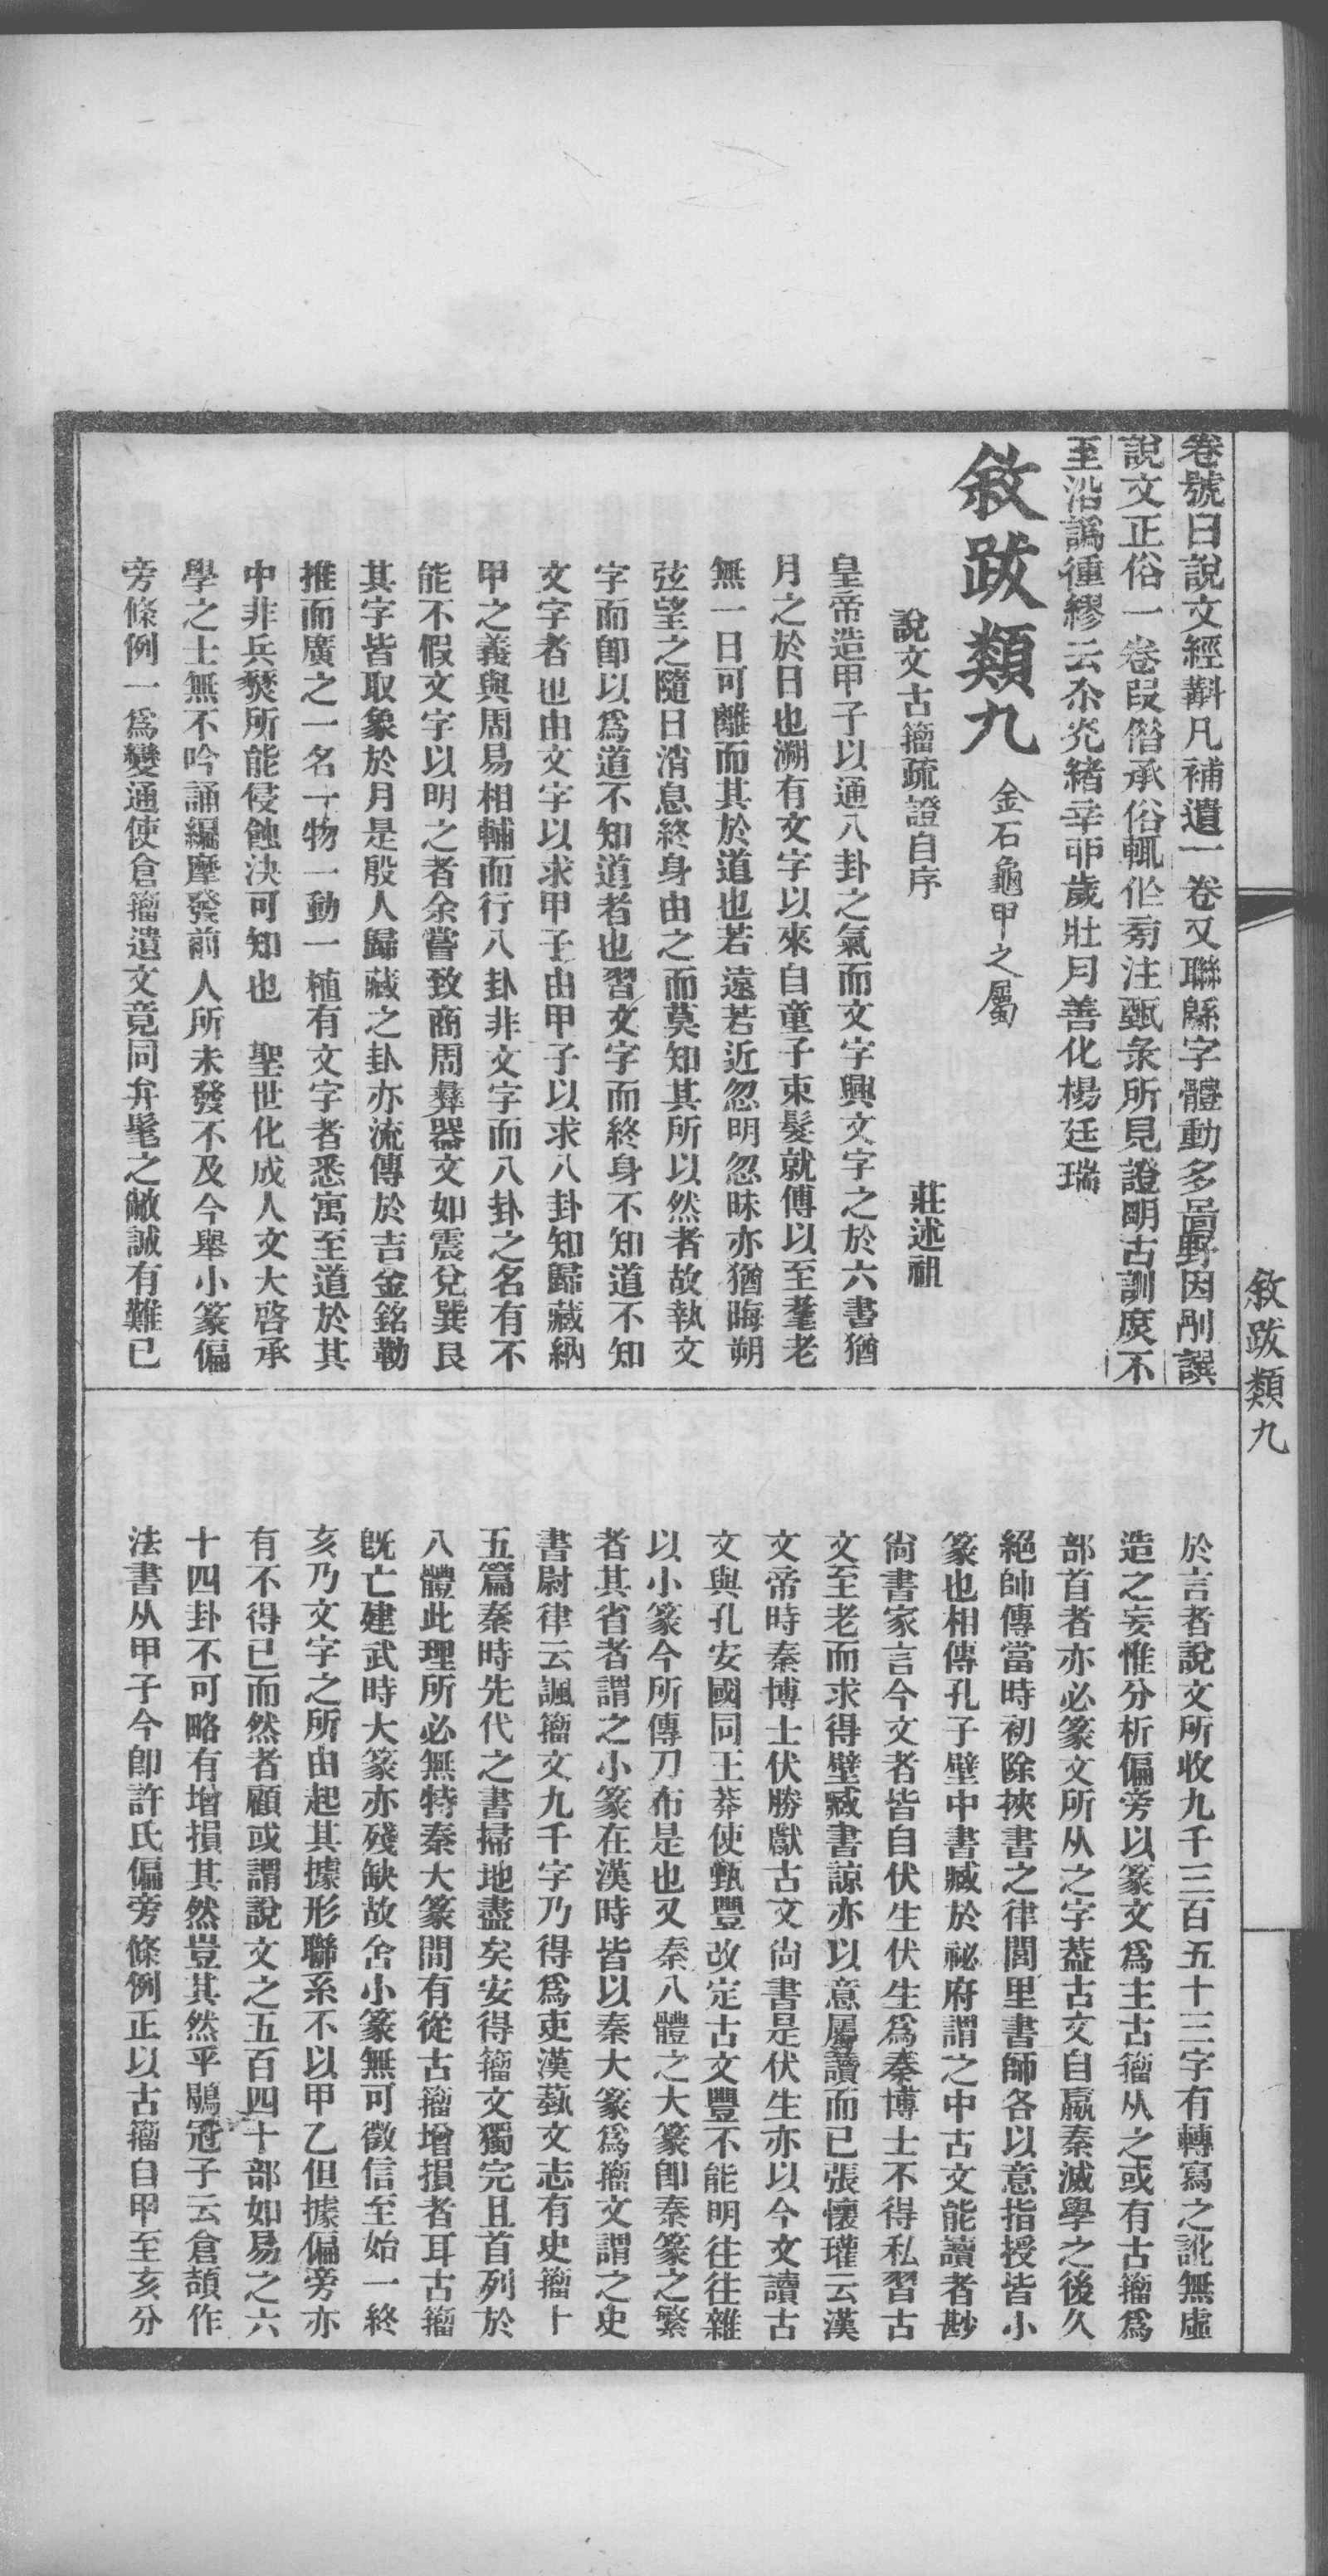 卷號曰說文經斠凡補遺一卷又聯緜字體動多啚野因刪譔
說文正俗一卷叚俗承俗輒
注甄录所見證明古訓庻不
至沿譌
繆云尒
緒
歲壯月善化楊廷瑞
敘跋類九 金石龜甲之屬
說文古籀疏證自序 莊述祖
皇帝造甲子以通八卦之氣而文字興文字之於六書猶
月之於日也溯有文字以來自童子束髮就傅以至耄老
無一日可離而其於道也若遠若近忽明忽昧亦猶晦朔
弦望之隨日消息終身由之而莫知其所以然者故執文
字而卽以爲道不知道者也習文字而終身不知道不知
文字者也由文字以求甲子由甲子以求八卦知歸藏納
甲之義與周易相輔而行八卦非文字而八卦之名有不
能不假文字以明之者余嘗致商周彝器文如震兌巽艮
其字皆取象於月是殷人歸藏之卦亦流傳於吉金銘勒
推而廣之一名一物一動一植有文字者悉寓至道於其
中非兵燹所能侵蝕決可知也 聖世化成人文大啓承
學之士無不吟誦編摩發前人所未發不及今舉小篆偏
旁條例一爲變通使倉籀遺文竟同弁髦之敝誠有難已
於言者說文所收九千三百五十三字有轉寫之訛無虛
造之妄惟分析偏旁以篆文爲主古籀从之或有古籀爲
部首者亦必篆文所从之字葢古文自嬴秦滅學之後久
絕師傳當時初除挾書之律閭里書師各以意指授皆小
篆也相傳孔子壁中書臧於祕府謂之中古文能讀者尠
尙書家言今文者皆自伏生伏生爲秦博士不得私習古
文至老而求得壁臧書諒亦以意屬讀而已張懷瓘云漢
文帝時秦博士伏勝獻古文尙書是伏生亦以今文讀古
文與孔安國同王莽使甄豐改定古文豐不能明往往雜
以小篆今所傳刀布是也又秦八體之大篆卽秦篆之繁
者其省者謂之小篆在漢時皆以秦大篆爲籀文謂之史
書尉律云諷籀文九千字乃得爲吏漢蓺文志有史籀十
五篇秦時先代之書掃地盡矣安得籀文獨完且首列於
八體此理所必無特秦大篆間有從古籀增損者耳古籀
旣亡建武時大篆亦殘缺故舍小篆無可徵信至始一終
亥乃文字之所由起其據形聯系不以甲乙但據偏旁亦
有不得已而然者顧或謂說文之五百四十部如易之六
十四卦不可略有增損其然豈其然乎鶡冠子云倉頡作
法書从甲子今卽許氏偏旁條例正以古籀自甲至亥分
敘跋類九